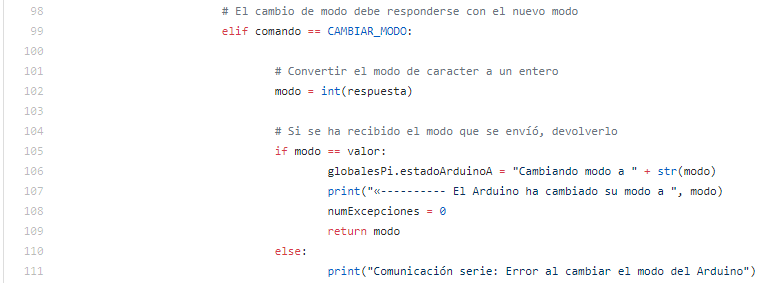 98 # El cambio de modo debe responderse con el nuevo modo
99 elif comando == CAMBIAR_MODO:
100
101 # Convertir el modo de caracter a un entero
102 modo = int(respuesta)
103
104 # Si se ha recibido el modo que se envíó, devolverlo
105 if modo == valor:
106 globalesPi.estadoArduinoA = "Cambiando modo a " + str(modo)
107 print("«---------- El Arduino ha cambiado su modo a ", modo)
108 numExcepciones = 0
109 return modo
110 else:
111 print("Comunicación serie: Error al cambiar el modo del Arduino")